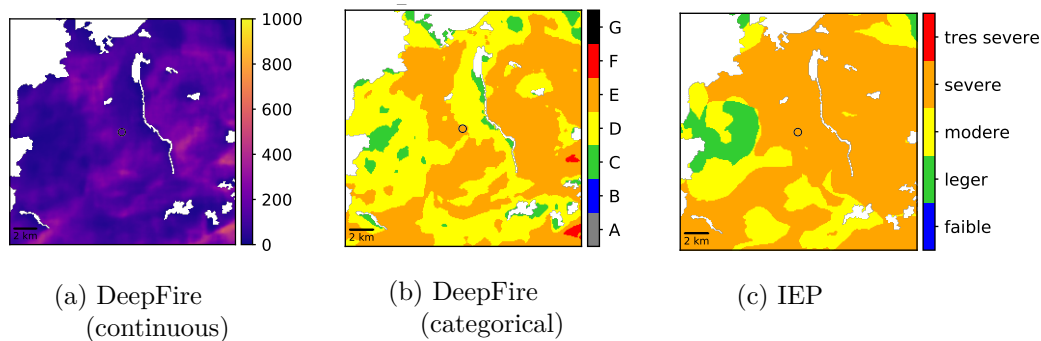 1000
800
600
400
200
0
2 km
G
F
E
D
C
B
A
2 km
tres severe
severe
modere
leger
faible
2 km
(a) DeepFire
(continuous)
(b) DeepFire
(categorical)
(c) IEP